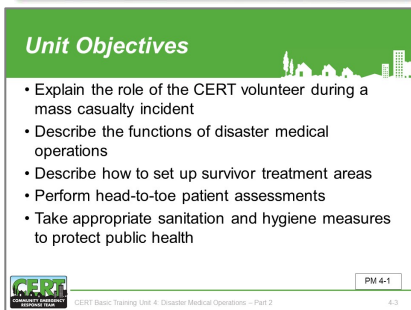 Unit Objectives
• Explain the role of the CERT volunteer during a
mass casualty incident
• Describe the functions of disaster medical
operations
• Describe how to set up survivor treatment areas
• Perform head-to-toe patient assessments
• Take appropriate sanitation and hygiene measures
to protect public health
PM 4-1
CERT
COMMUNITY EMERGENCY
RESPONSE TEAM
CERT Basic Training Unit 4: Disaster Medical Operations – Part 2
4-3